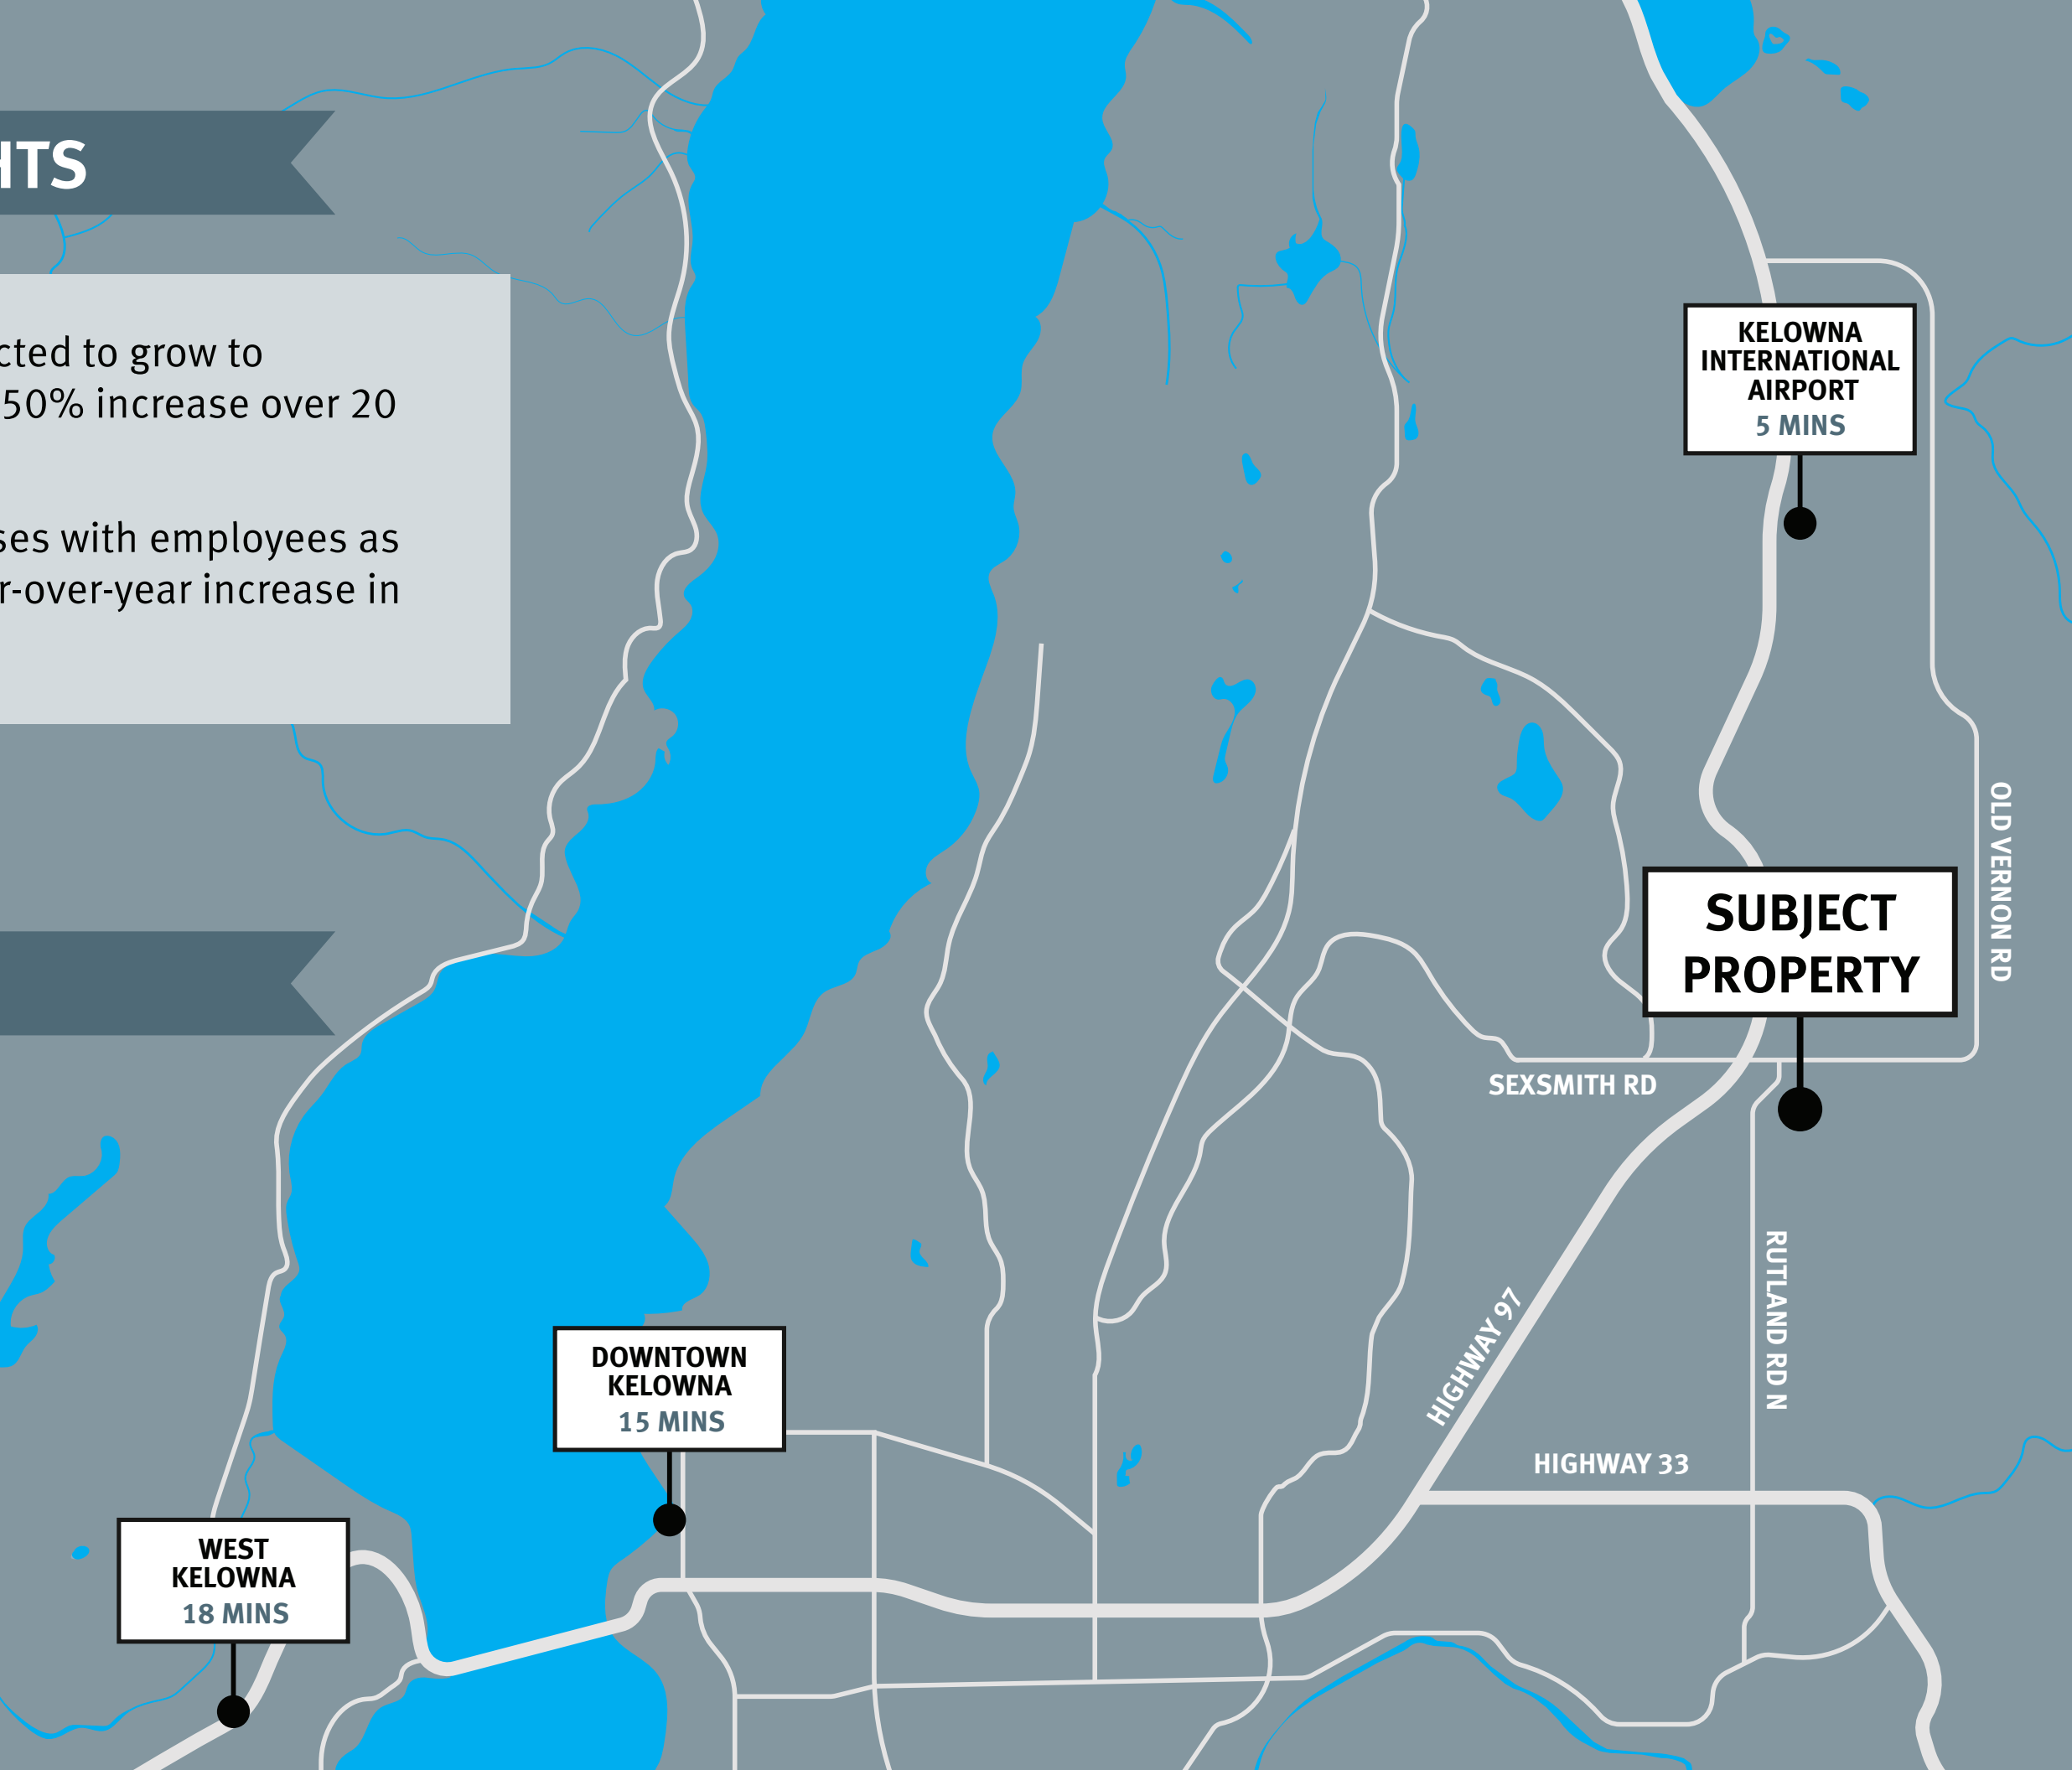 cted to grow to
50% increase over 20
ses with employees as
r-over-year increase in
KELOWNA
INTERNATIONAL
AIRPORT
5 MINS
OLD VERNON RD
SUBJECT
PROPERTY
SEXSMITH RD
RUTLAND RD N
HIGHWAY 97
HIGHWAY 33
DOWNTOWN
KELOWNA
15 MINS
WEST
KELOWNA
18 MINS